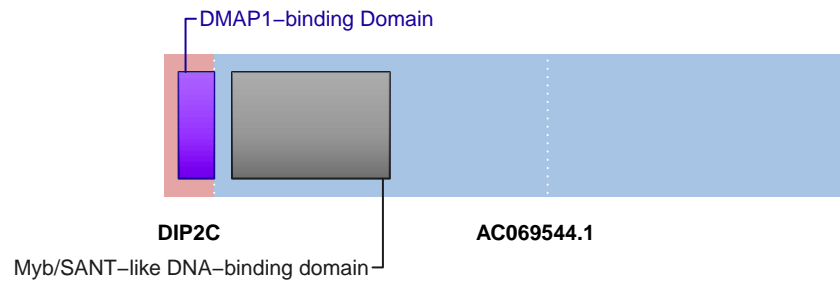 DMAP1−binding Domain
DIP2C
AC069544.1
Myb/SANT−like DNA−binding domain